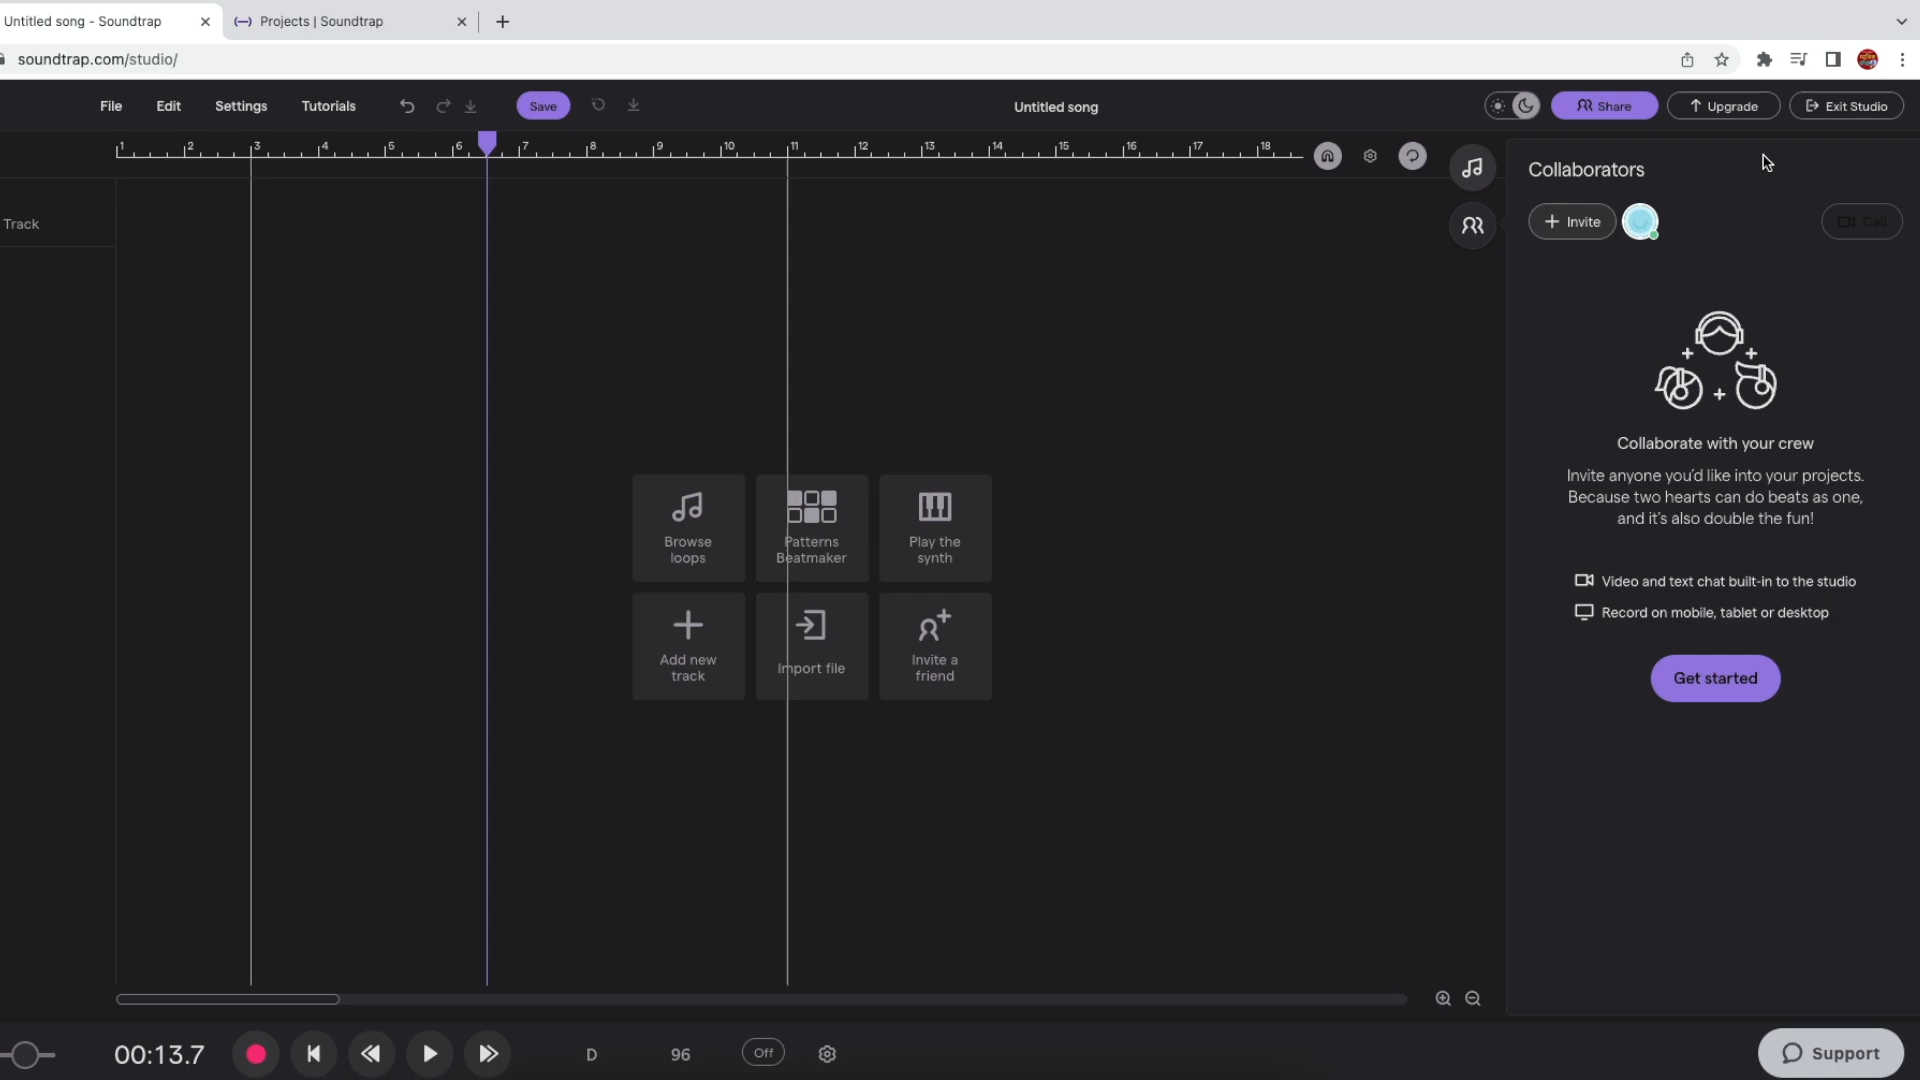 Untitled song - Soundtrap
Projects | Soundtrap
soundtrap.com/studio/
File Edit Settings Tutorials Save Untitled song Share Upgrade Exit Studio
1 2 3 4 5 6 7 8 9 10 11 12 13 14 15 16 17 18
Collaborators
Invite
Call
Track
Collaborate with your crew
Invite anyone you'd like into your projects.
Because two hearts can do beats as one,
and it's also double the fun!
Browse
loops
Patterns
Beatmaker
Play the
synth
Video and text chat built-in to the studio
Record on mobile, tablet or desktop
Add new
track
Import file
Invite a
friend
Get started
00:13.7 D 96 Off
Support